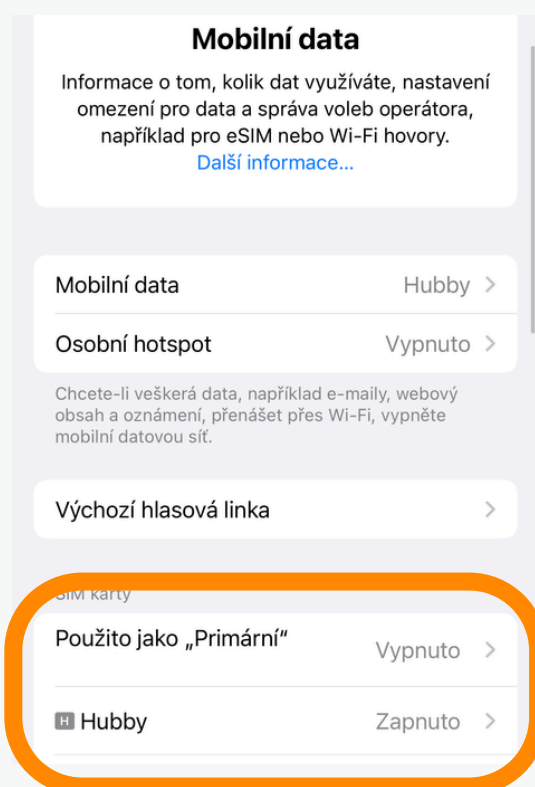 Mobilní data
Informace o tom, kolik dat využíváte, nastavení
omezení pro data a správa voleb operátora,
například pro eSIM nebo Wi-Fi hovory.
Další informace...
Mobilní data Hubby
Osobní hotspot Vypnuto
Chcete-li veškerá data, například e-maily, webový
obsah a oznámení, přenášet přes Wi-Fi, vypněte
mobilní datovou síť.
Výchozí hlasová linka
SIM karty
Použito jako „Primární“ Vypnuto
H Hubby Zapnuto